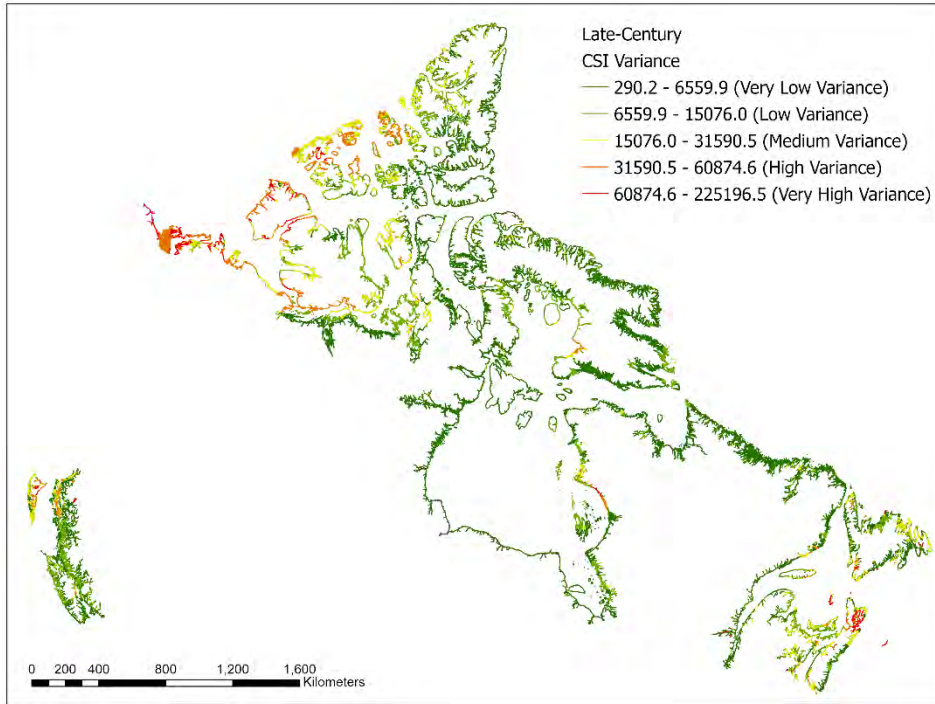 Late-Century
CSI Variance
290.2 - 6559.9 (Very Low Variance)
6559.9 - 15076.0 (Low Variance)
15076.0 - 31590.5 (Medium Variance)
31590.5 - 60874.6 (High Variance)
60874.6 - 225196.5 (Very High Variance)
0 200 400 800 1,200 1,600
Kilometers